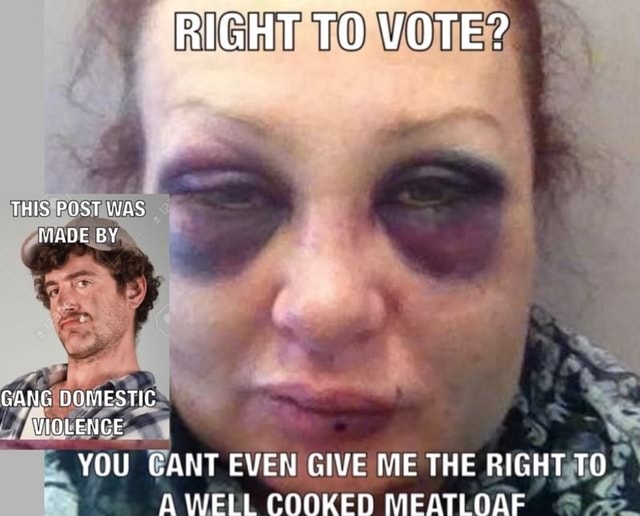 RIGHT TO VOTE?
THIS POST WAS
MADE BY
GANG DOMESTIC
VIOLENCE
YOU CANT EVEN GIVE ME THE RIGHT TO
A WELL COOKED MEATLOAF